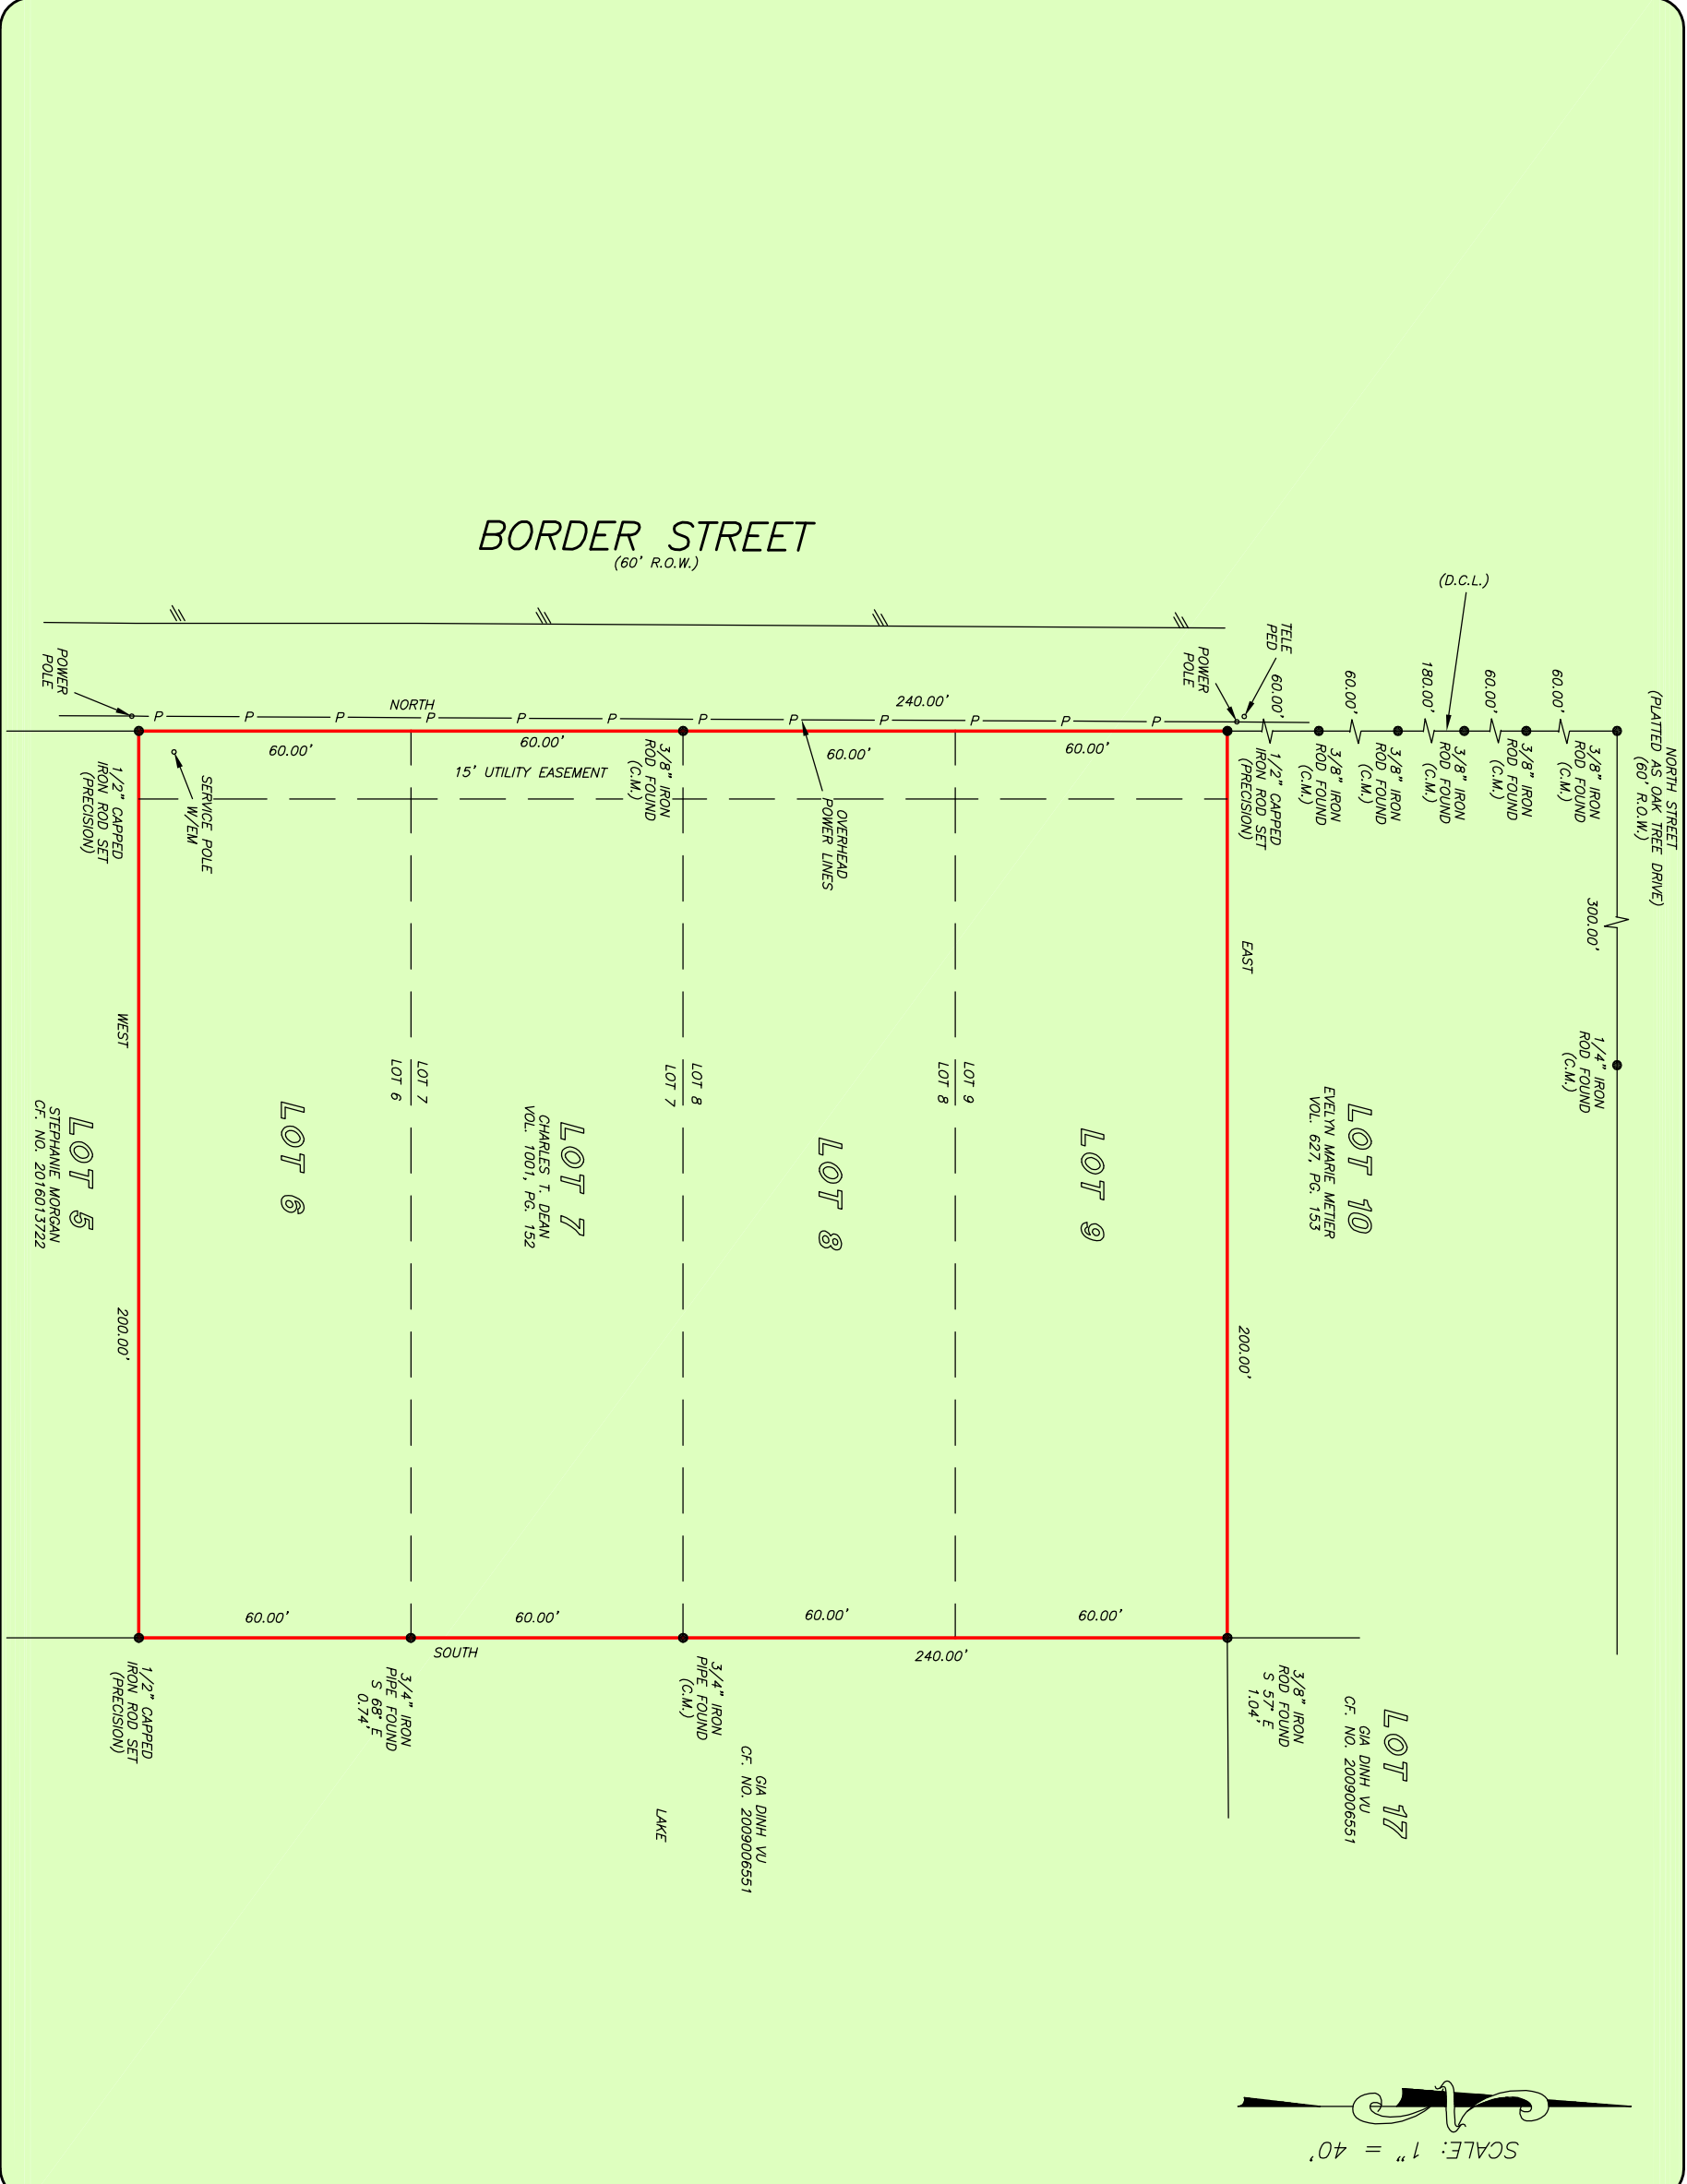 BORDER STREET
(60' R.O.W.)
(D.C.L.)
NORTH STREET
(PLATTED AS OAK TREE DRIVE)
(60' R.O.W.)
TELE
PED
POWER
POLE
60.00'
60.00'
180.00'
60.00'
60.00'
POWER
POLE
NORTH
240.00'
P P P P P P P P P P P P
60.00'
60.00'
60.00'
60.00'
15' UTILITY EASEMENT
3/8" IRON
ROD FOUND
(C.M.)
1/2" CAPPED
IRON ROD SET
(PRECISION)
3/8" IRON
ROD FOUND
(C.M.)
3/8" IRON
ROD FOUND
(C.M.)
3/8" IRON
ROD FOUND
(C.M.)
3/8" IRON
ROD FOUND
(C.M.)
3/8" IRON
ROD FOUND
(C.M.)
1/2" CAPPED
IRON ROD SET
(PRECISION)
SERVICE POLE
W/EM
OVERHEAD
POWER LINES
300.00'
EAST
WEST
1/4" IRON
ROD FOUND
(C.M.)
LOT 7
LOT 6
LOT 8
LOT 7
LOT 9
LOT 8
LOT 5
STEPHANIE MORGAN
CF. NO. 2016013722
LOT 6
LOT 7
CHARLES T. DEAN
VOL. 1001, PG. 152
LOT 8
LOT 9
LOT 10
EVELYN MARIE METIER
VOL. 627, PG. 153
200.00'
200.00'
60.00'
60.00'
60.00'
60.00'
SOUTH
240.00'
1/2" CAPPED
IRON ROD SET
(PRECISION)
3/4" IRON
PIPE FOUND
S 68° E
0.74'
3/4" IRON
PIPE FOUND
(C.M.)
3/8" IRON
ROD FOUND
S 57° E
1.04'
LOT 17
GIA DINH VU
CF. NO. 2009006551
GIA DINH VU
CF. NO. 2009006551
LAKE
N
SCALE: 1" = 40'